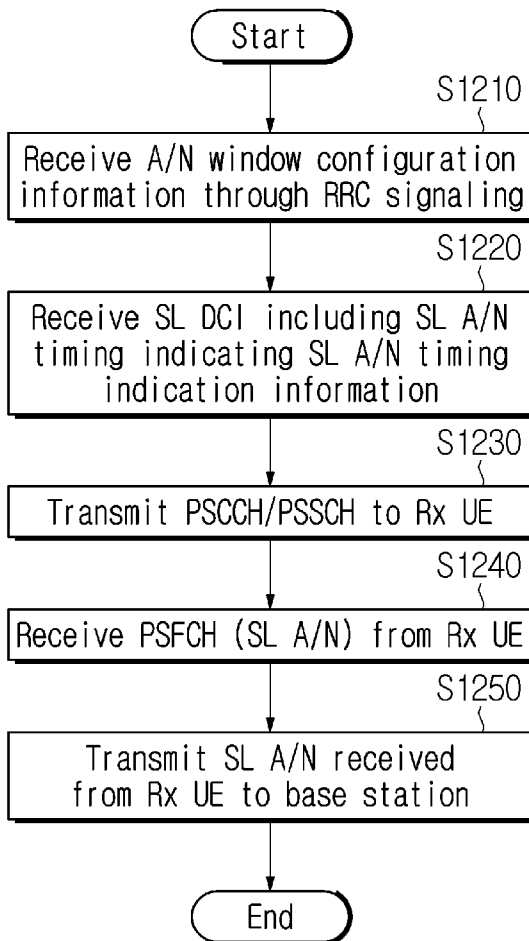 Start
S1210
Receive A/N window configuration
information through RRC signaling
S1220
Receive SL DCI including SL A/N
timing indicating SL A/N timing
indication information
S1230
Transmit PSCCH/PSSCH to Rx UE
S1240
Receive PSFCH (SL A/N) from Rx UE
S1250
Transmit SL A/N received
from Rx UE to base station
End